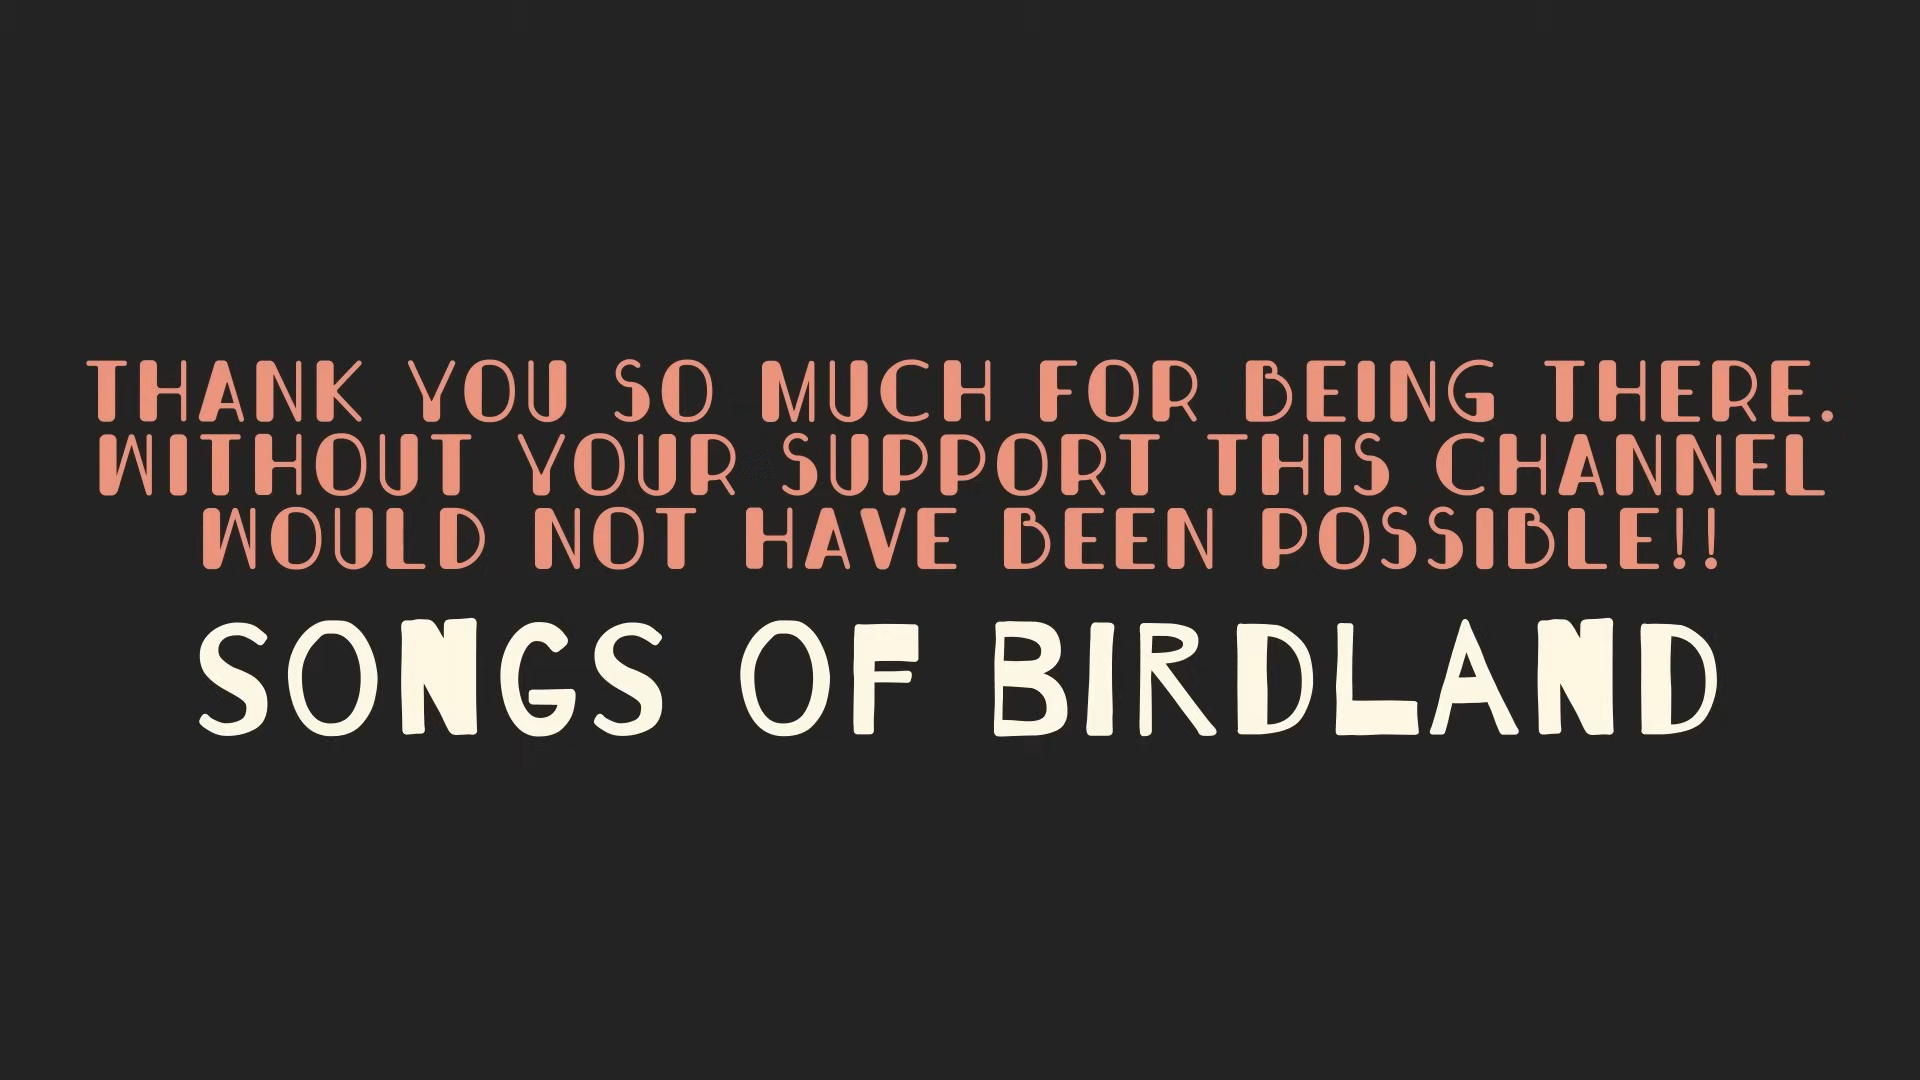 THANK YOU SO MUCH FOR BEING THERE.
WITHOUT YOUR SUPPORT THIS CHANNEL
WOULD NOT HAVE BEEN POSSIBLE!!
SONGS OF BIRDLAND